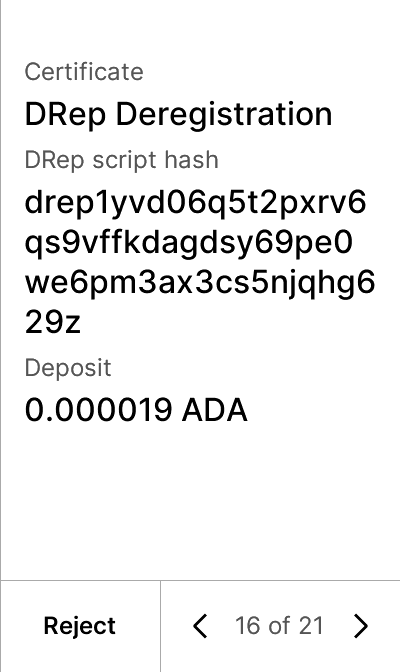 Certificate
DRep Deregistration
DRep script hash
drep1yvd06q5t2pxrv6
qs9vffkdagdsy69pe0
we6pm3ax3cs5njqhg6
29z
Deposit
0.000019 ADA
Reject
16 of 21